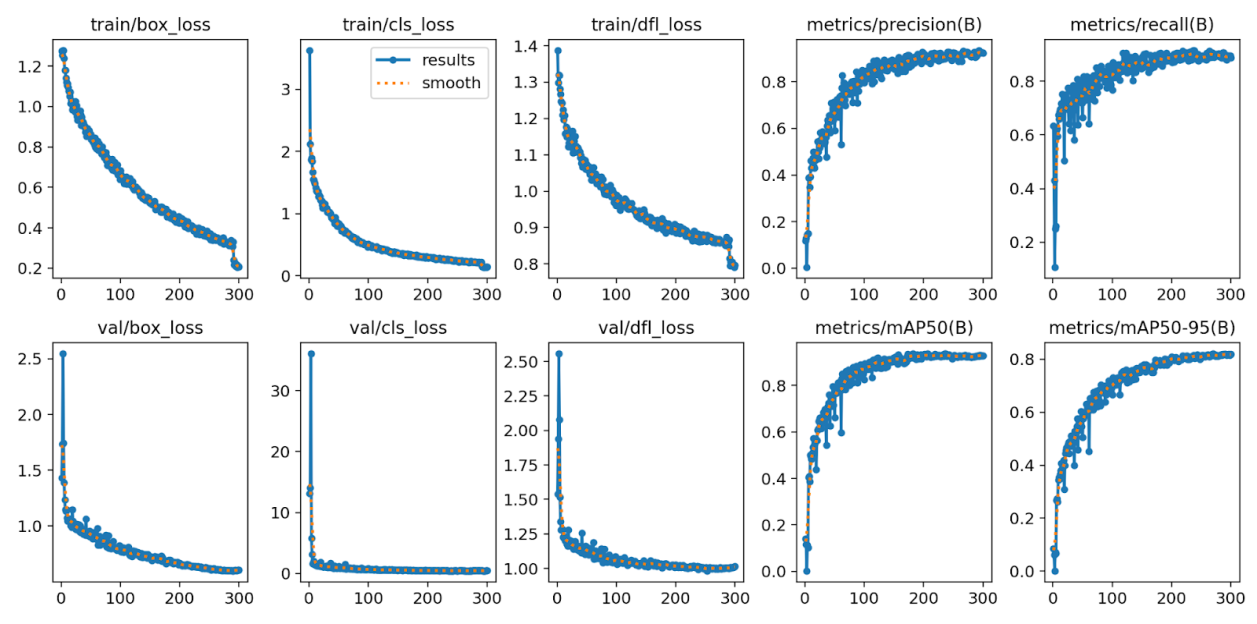 train/box_loss
train/cls_loss
train/dfl_loss
metrics/precision(B)
metrics/recall(B)
1.2
1.0
0.8
0.6
0.4
0.2
0 100 200 300
3
2
1
0
results
smooth
0 100 200 300
1.4
1.3
1.2
1.1
1.0
0.9
0.8
0 100 200 300
0.8
0.6
0.4
0.2
0.0
0 100 200 300
0.8
0.6
0.4
0.2
0 100 200 300
val/box_loss
val/cls_loss
val/dfl_loss
metrics/mAP50(B)
metrics/mAP50-95(B)
2.5
2.0
1.5
1.0
0 100 200 300
30
20
10
0
0 100 200 300
2.50
2.25
2.00
1.75
1.50
1.25
1.00
0 100 200 300
0.8
0.6
0.4
0.2
0.0
0 100 200 300
0.8
0.6
0.4
0.2
0.0
0 100 200 300